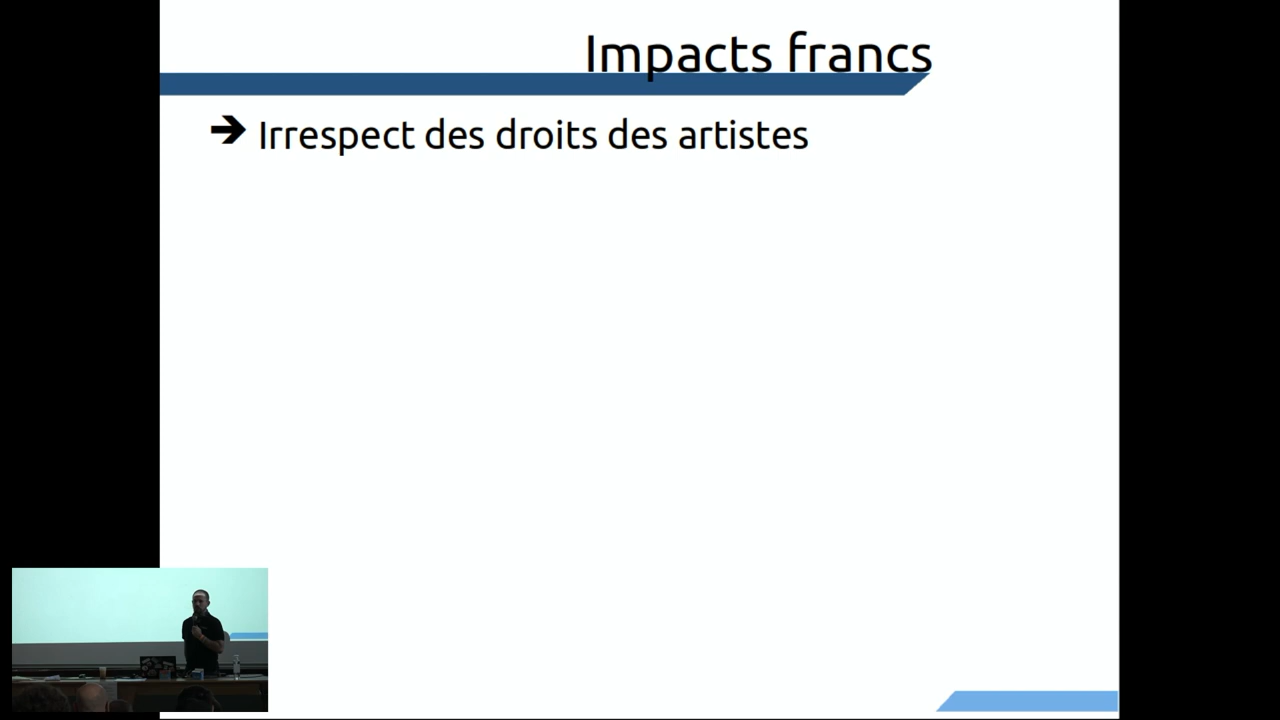 Impacts francs
➔ Irrespect des droits des artistes